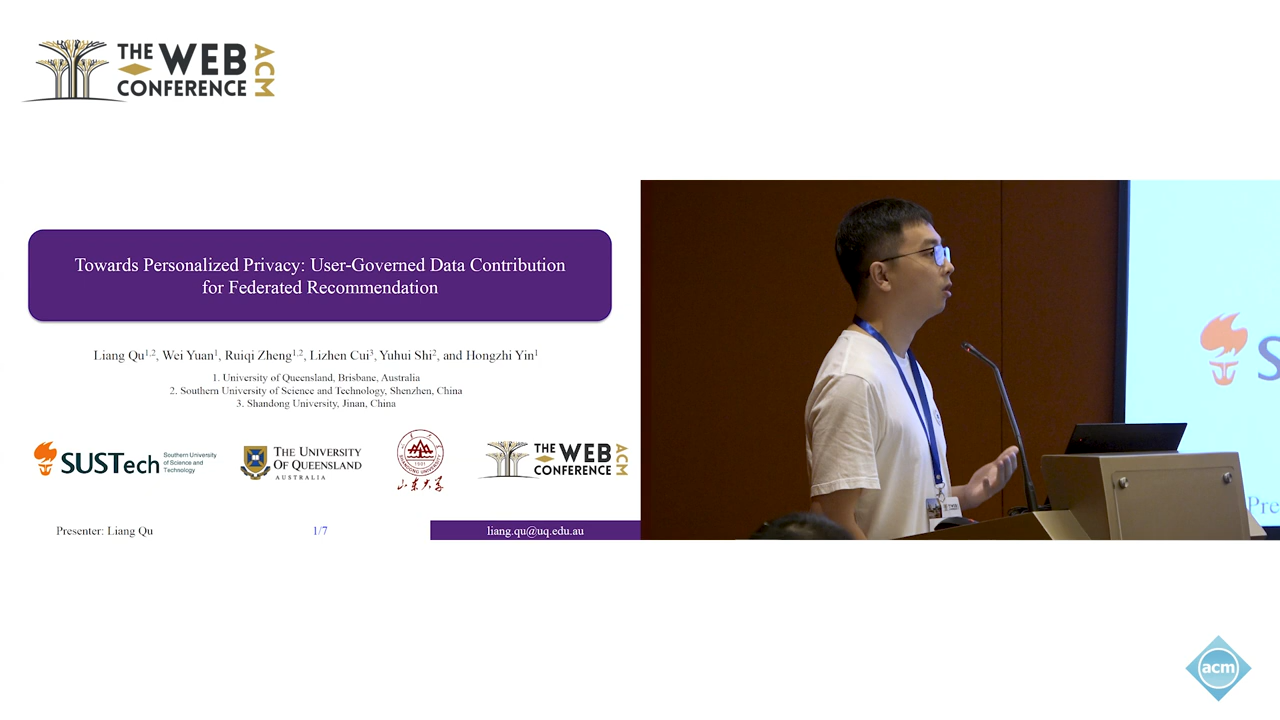 THE WEB CONFERENCE ACM
Towards Personalized Privacy: User-Governed Data Contribution
for Federated Recommendation
Liang Qu1,2, Wei Yuan1, Ruiqi Zheng1,2, Lizhen Cui3, Yuhui Shi2, and Hongzhi Yin1
1. University of Queensland, Brisbane, Australia
2. Southern University of Science and Technology, Shenzhen, China
3. Shandong University, Jinan, China
SUSTech
Southern University
of Science and
Technology
THE UNIVERSITY
OF QUEENSLAND
AUSTRALIA
山东大学
THE WEB
CONFERENCE
ACM
Presenter: Liang Qu
1/7
liang.qu@uq.edu.au
S
Pre
acm